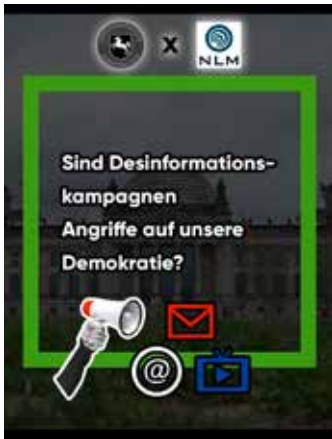 X
NLM
Sind Desinformations-
kampagnen
Angriffe auf unsere
Demokratie?
@